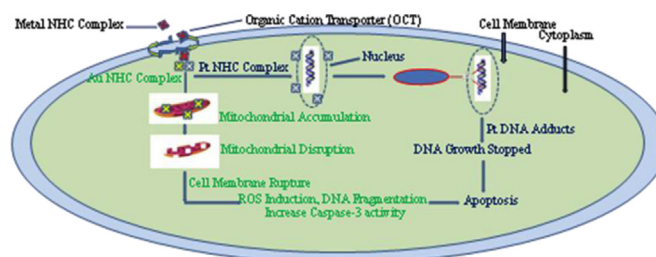 Metal NHC Complex
Organic Cation Transporter (OCT)
Cell Membrane
Cytoplasm
Au NHC Complex
Pt NHC Complex
Nucleus
Mitochondrial Accumulation
Pt DNA Adducts
Mitochondrial Disruption
DNA Growth Stopped
Cell Membrane Rupture
ROS Induction, DNA Fragmentation
Increase Caspase-3 activity
Apoptosis